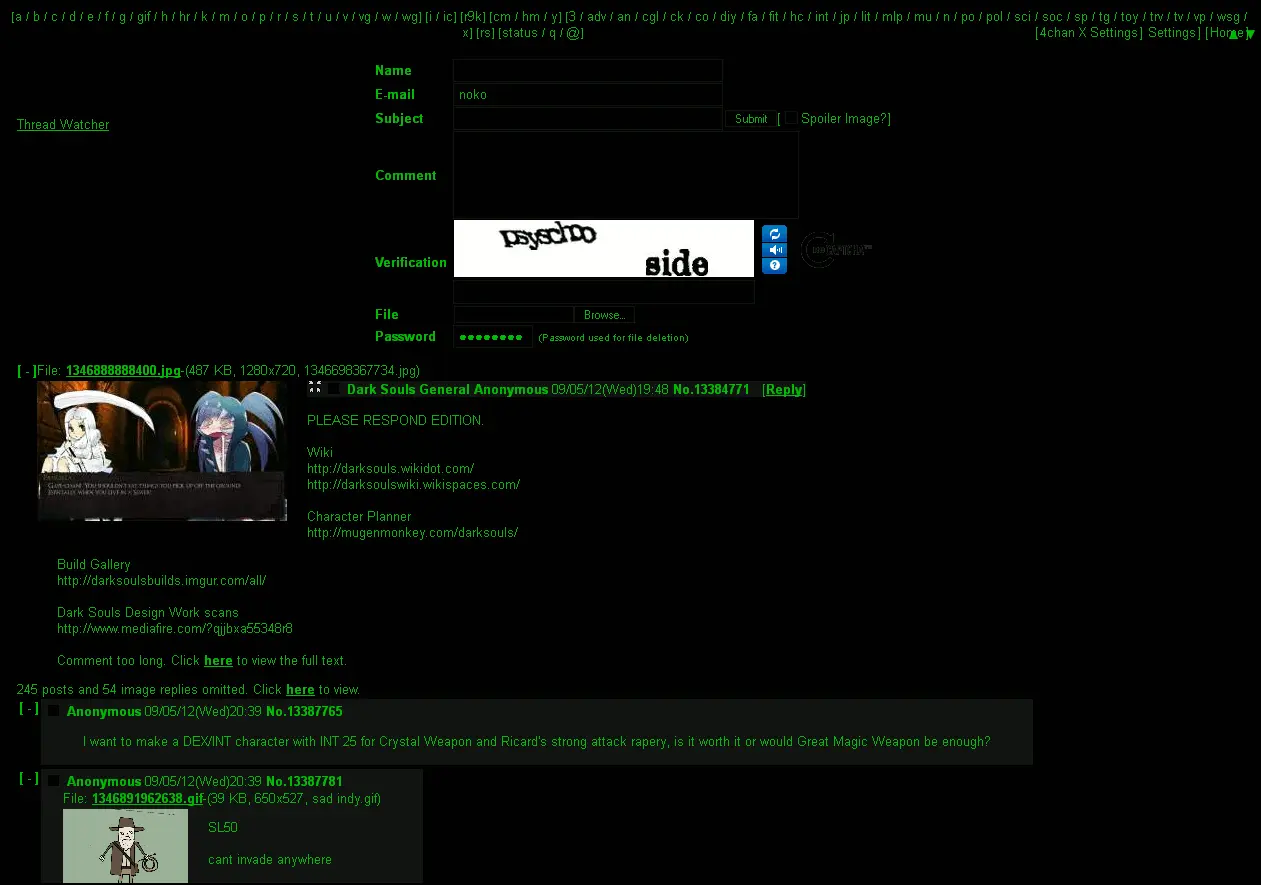 [a / b / c / d / e / f / g / gif / h / hr / k / m / o / p / r / s / t / u / v / vg / w / wg] [i / ic] [r9k] [cm / hm / y] [3 / adv / an / cgl / ck / co / diy / fa / fit / hc / int / jp / lit / mlp / mu / n / po / pol / sci / soc / sp / tg / toy / trv / tv / vp / wsg /
x] [rs] [status / q / @]
[4chan X Settings] Settings] [Home]
Thread Watcher
Name
E-mail noko
Subject Submit [ Spoiler Image?]
Comment
Verification
side
File Browse...
Password ●●●●●●●● (Password used for file deletion)
[ - ]File: 1346888888400.jpg-(487 KB, 1280x720, 1346698367734.jpg)
Dark Souls General Anonymous 09/05/12(Wed)19:48 No.13384771 [Reply]
PLEASE RESPOND EDITION.
Wiki
http://darksouls.wikidot.com/
http://darksoulswiki.wikispaces.com/
Character Planner
http://mugenmonkey.com/darksouls/
Build Gallery
http://darksoulsbuilds.imgur.com/all/
Dark Souls Design Work scans
http://www.mediafire.com/?qjjbxa55348r8
Comment too long. Click here to view the full text.
245 posts and 54 image replies omitted. Click here to view.
[ - ] Anonymous 09/05/12(Wed)20:39 No.13387765
I want to make a DEX/INT character with INT 25 for Crystal Weapon and Ricard's strong attack rapery, is it worth it or would Great Magic Weapon be enough?
[ - ] Anonymous 09/05/12(Wed)20:39 No.13387781
File: 1346891962638.gif-(39 KB, 650x527, sad indy.gif)
SL50
cant invade anywhere